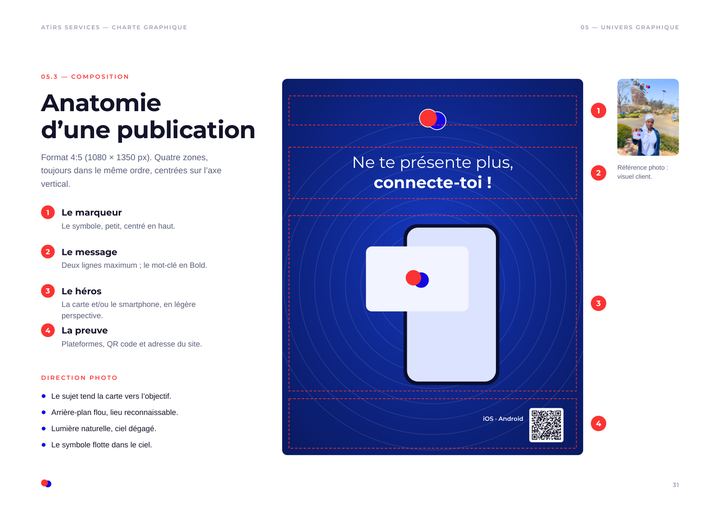 ATIRS SERVICES — CHARTE GRAPHIQUE
05 — UNIVERS GRAPHIQUE
05.3 — COMPOSITION
Anatomie
d’une publication
Format 4:5 (1080 × 1350 px). Quatre zones,
toujours dans le même ordre, centrées sur l’axe
vertical.
1 Le marqueur
Le symbole, petit, centré en haut.
2 Le message
Deux lignes maximum ; le mot-clé en Bold.
3 Le héros
La carte et/ou le smartphone, en légère
perspective.
4 La preuve
Plateformes, QR code et adresse du site.
DIRECTION PHOTO
Le sujet tend la carte vers l’objectif.
Arrière-plan flou, lieu reconnaissable.
Lumière naturelle, ciel dégagé.
Le symbole flotte dans le ciel.
Ne te présente plus,
connecte-toi !
iOS · Android
1
2
3
4
Référence photo :
visuel client.
31